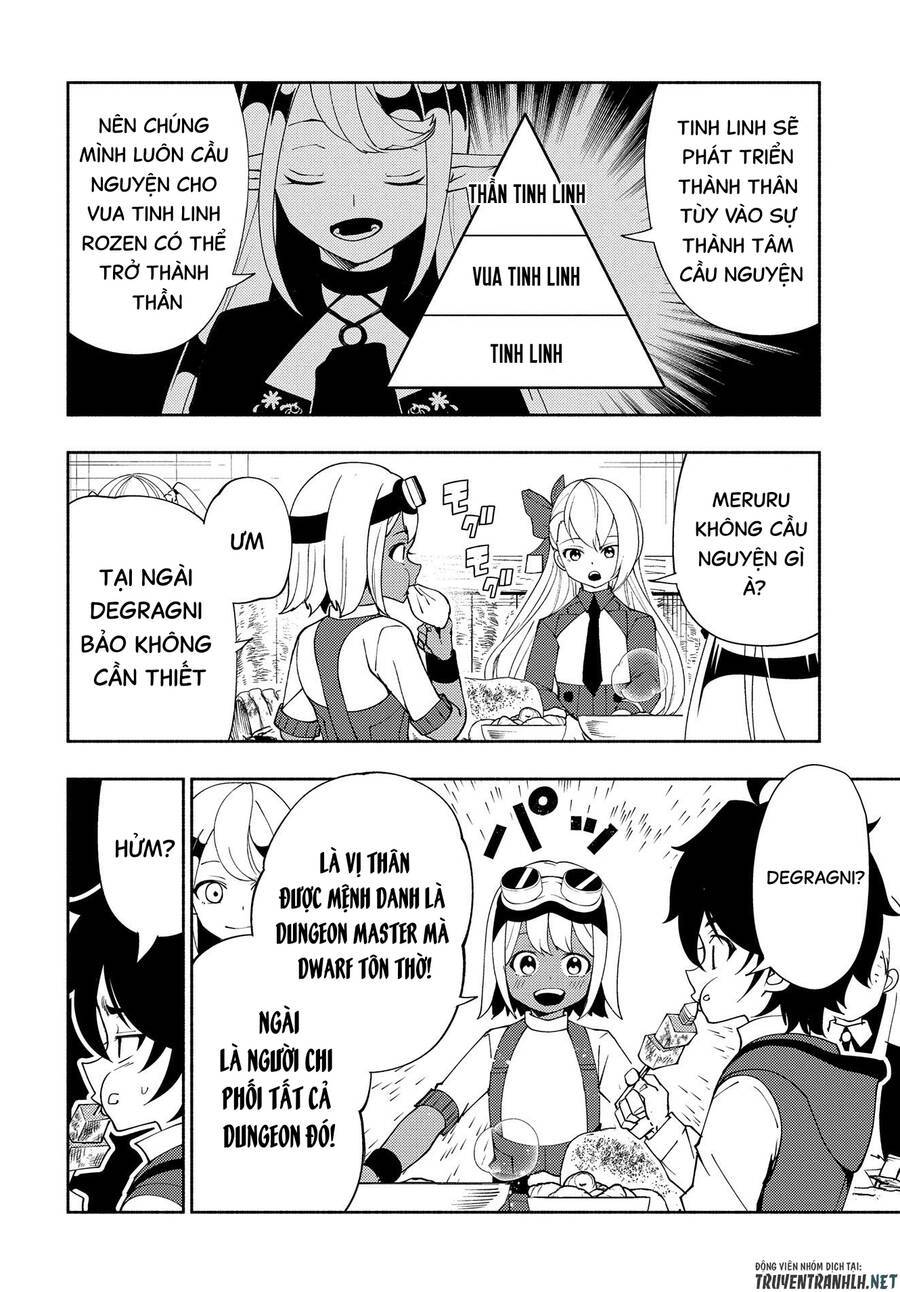 TINH LINH SẼ
PHÁT TRIỂN
THÀNH THÂN
TÙY VÀO SỰ
THÀNH TÂM
CẦU NGUYỆN
THẦN TINH LINH
VUA TINH LINH
TINH LINH
NÊN CHÚNG
MÌNH LUÔN CẦU
NGUYỆN CHO
VUA TINH LINH
ROZEN CÓ THỂ
TRỞ THÀNH
THẦN
MERURU
KHÔNG CẦU
NGUYỆN GÌ
À?
モグ
モグ
ƯM
TẠI NGÀI
DEGRAGNI
BẢO KHÔNG
CẦN THIẾT
DEGRAGNI?
パッ
LÀ VỊ THÂN
ĐƯỢC MỆNH DANH LÀ
DUNGEON MASTER MÀ
DWARF TÔN THỜ!
NGÀI
LÀ NGƯỜI CHI
PHỐI TẤT CẢ
DUNGEON ĐÓ!
HỬM?
ĐỘNG VIÊN NHÓM DỊCH TẠI:
TRUYENTRANHLH.NET